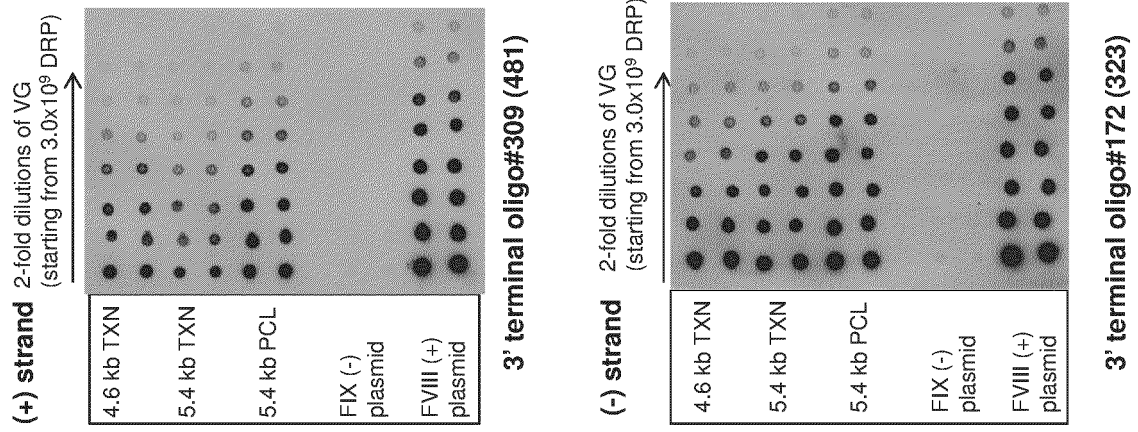 (+) strand
2-fold dilutions of VG
(starting from 3.0x10⁹ DRP)
4.6 kb TXN
5.4 kb TXN
5.4 kb PCL
FIX (-)
plasmid
FVIII (+)
plasmid
3' terminal oligo#309 (481)
(-) strand
2-fold dilutions of VG
(starting from 3.0x10⁹ DRP)
4.6 kb TXN
5.4 kb TXN
5.4 kb PCL
FIX (-)
plasmid
FVIII (+)
plasmid
3' terminal oligo#172 (323)